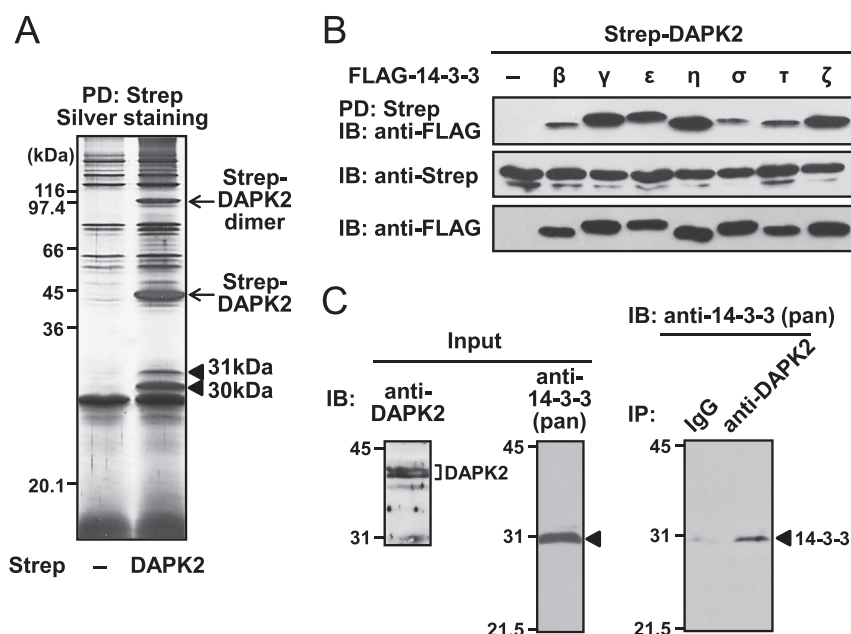 A
PD: Strep
Silver staining
(kDa)
116
97.4
66
45
36
20.1
Strep-
DAPK2
dimer
Strep-
DAPK2
31kDa
30kDa
Strep – DAPK2
B
Strep-DAPK2
FLAG-14-3-3 – β γ ε η σ τ ζ
PD: Strep
IB: anti-FLAG
IB: anti-Strep
IB: anti-FLAG
C
Input
IB: anti-
DAPK2
anti-
14-3-3
(pan)
45
31
DAPK2
45
31
21.5
IB: anti-14-3-3 (pan)
IP: IgG anti-DAPK2
45
31
21.5
14-3-3